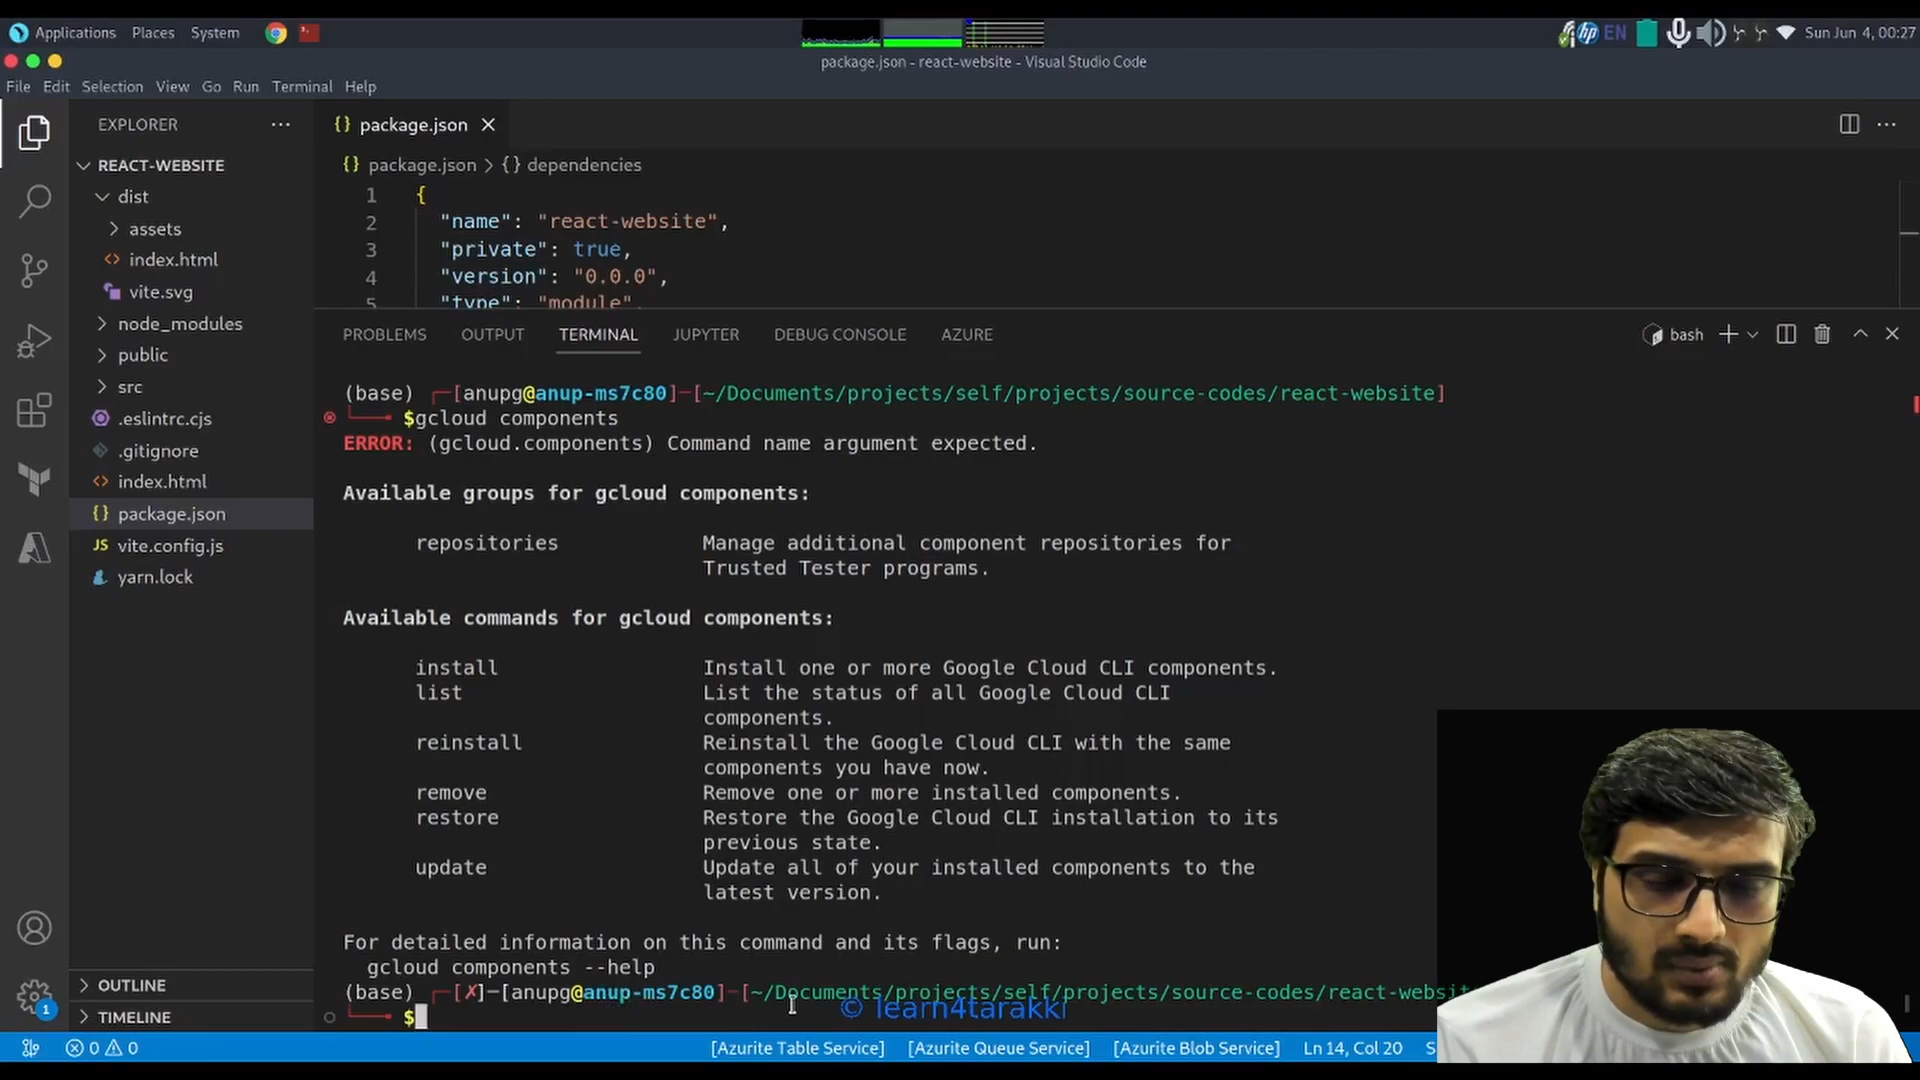 Applications Places System
EN
Sun Jun 4, 00:27
package.json - react-website - Visual Studio Code
File Edit Selection View Go Run Terminal Help
EXPLORER
package.json
REACT-WEBSITE
package.json > {} dependencies
dist
assets
index.html
vite.svg
node_modules
public
src
.eslintrc.cjs
.gitignore
index.html
package.json
JS vite.config.js
yarn.lock
OUTLINE
TIMELINE
1 {
2 "name": "react-website",
3 "private": true,
4 "version": "0.0.0",
5 "type": "module",
PROBLEMS OUTPUT TERMINAL JUPYTER DEBUG CONSOLE AZURE
bash
(base) ┌─[anupg@anup-ms7c80]─[~/Documents/projects/self/projects/source-codes/react-website]
└──╼ $gcloud components
ERROR: (gcloud.components) Command name argument expected.
Available groups for gcloud components:
repositories Manage additional component repositories for
Trusted Tester programs.
Available commands for gcloud components:
install Install one or more Google Cloud CLI components.
list List the status of all Google Cloud CLI
components.
reinstall Reinstall the Google Cloud CLI with the same
components you have now.
remove Remove one or more installed components.
restore Restore the Google Cloud CLI installation to its
previous state.
update Update all of your installed components to the
latest version.
For detailed information on this command and its flags, run:
gcloud components --help
(base) ┌─[✗]─[anupg@anup-ms7c80]─[~/Documents/projects/self/projects/source-codes/react-websit
└──╼ $
© learn4tarakki
1
0 0
[Azurite Table Service] [Azurite Queue Service] [Azurite Blob Service] Ln 14, Col 20